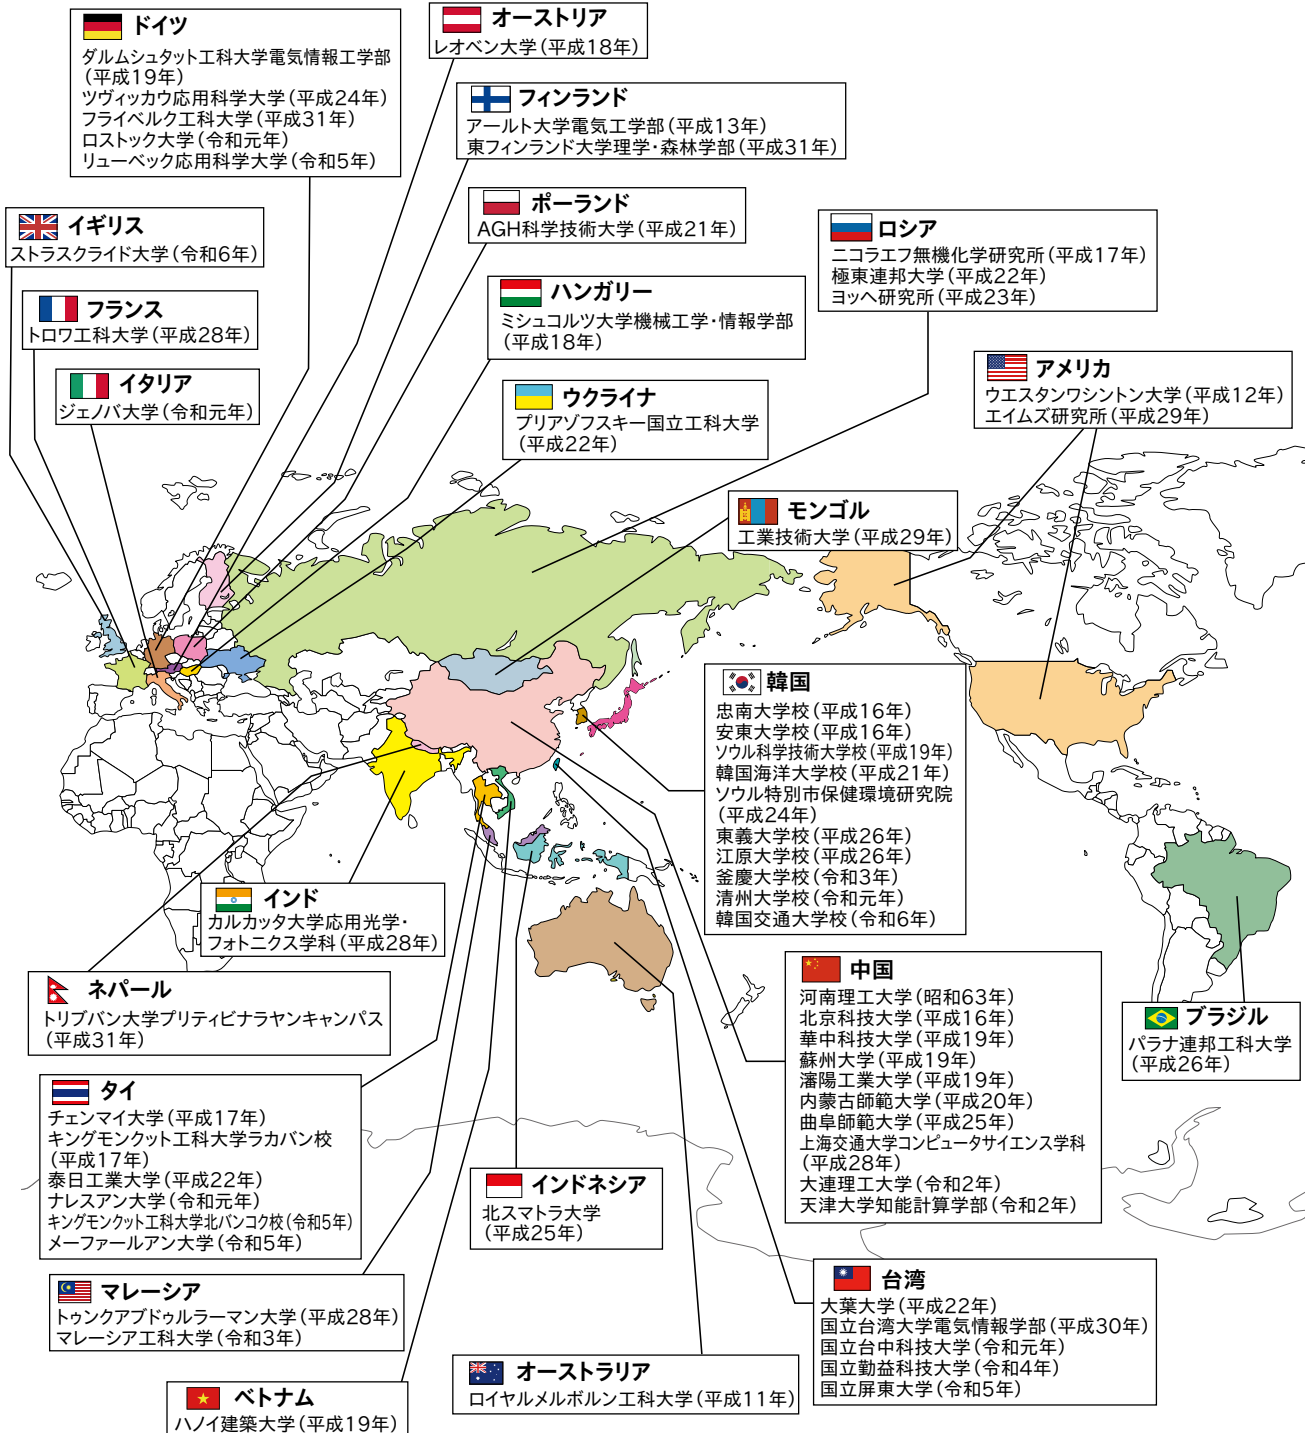 ドイツ
ダルムシュタット工科大学電気情報工学部
(平成19年)
ツヴィッカウ応用科学大学(平成24年)
フライベルク工科大学(平成31年)
ロストック大学(令和元年)
リューベック応用科学大学(令和5年)
オーストリア
レオベン大学(平成18年)
フィンランド
アールト大学電気工学部(平成13年)
東フィンランド大学理学・森林学部(平成31年)
ポーランド
AGH科学技術大学(平成21年)
イギリス
ストラスクライド大学(令和6年)
ロシア
ニコラエフ無機化学研究所(平成17年)
極東連邦大学(平成22年)
ヨッヘ研究所(平成23年)
フランス
トロワ工科大学(平成28年)
ハンガリー
ミシュコルツ大学機械工学・情報学部
(平成18年)
イタリア
ジェノバ大学(令和元年)
ウクライナ
プリアゾフスキー国立工科大学
(平成22年)
アメリカ
ウエスタンワシントン大学(平成12年)
エイムズ研究所(平成29年)
モンゴル
工業技術大学(平成29年)
韓国
忠南大学校(平成16年)
安東大学校(平成16年)
ソウル科学技術大学校(平成19年)
韓国海洋大学校(平成21年)
ソウル特別市保健環境研究院
(平成24年)
東義大学校(平成26年)
江原大学校(平成26年)
釜慶大学校(令和3年)
清州大学校(令和元年)
韓国交通大学校(令和6年)
インド
カルカッタ大学応用光学・
フォトニクス学科(平成28年)
ネパール
トリブバン大学プリティビナラヤンキャンパス
(平成31年)
中国
河南理工大学(昭和63年)
北京科技大学(平成16年)
華中科技大学(平成19年)
蘇州大学(平成19年)
瀋陽工業大学(平成19年)
内蒙古師範大学(平成20年)
曲阜師範大学(平成25年)
上海交通大学コンピュータサイエンス学科
(平成28年)
大連理工大学(令和2年)
天津大学知能計算学部(令和2年)
ブラジル
パラナ連邦工科大学
(平成26年)
タイ
チェンマイ大学(平成17年)
キングモンクット工科大学ラカバン校
(平成17年)
泰日工業大学(平成22年)
ナレスアン大学(令和元年)
キングモンクット工科大学北バンコク校(令和5年)
メーファールアン大学(令和5年)
インドネシア
北スマトラ大学
(平成25年)
マレーシア
トゥンクアブドゥルラーマン大学(平成28年)
マレーシア工科大学(令和3年)
台湾
大葉大学(平成22年)
国立台湾大学電気情報学部(平成30年)
国立台中科技大学(令和元年)
国立勤益科技大学(令和4年)
国立屏東大学(令和5年)
オーストラリア
ロイヤルメルボルン工科大学(平成11年)
ベトナム
ハノイ建築大学(平成19年)